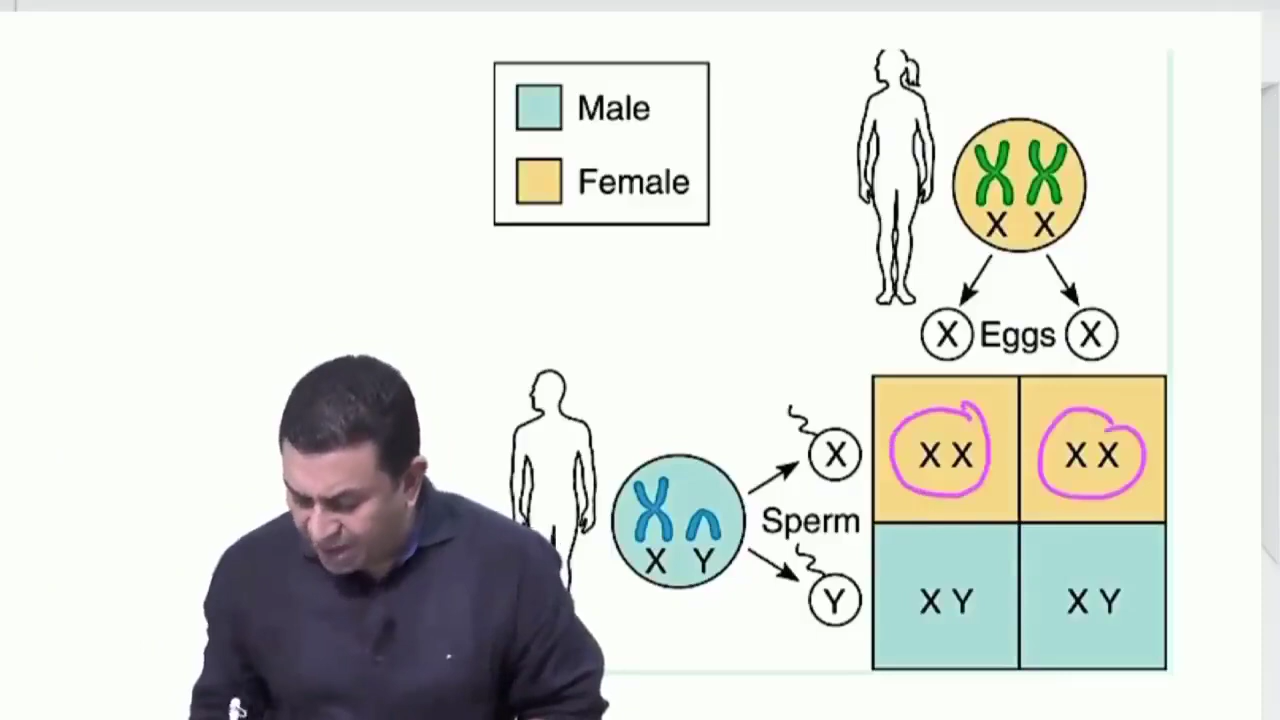 Male
Female
X X
X Eggs X
X
X X
X X
Sperm
X Y
Y
X Y
X Y